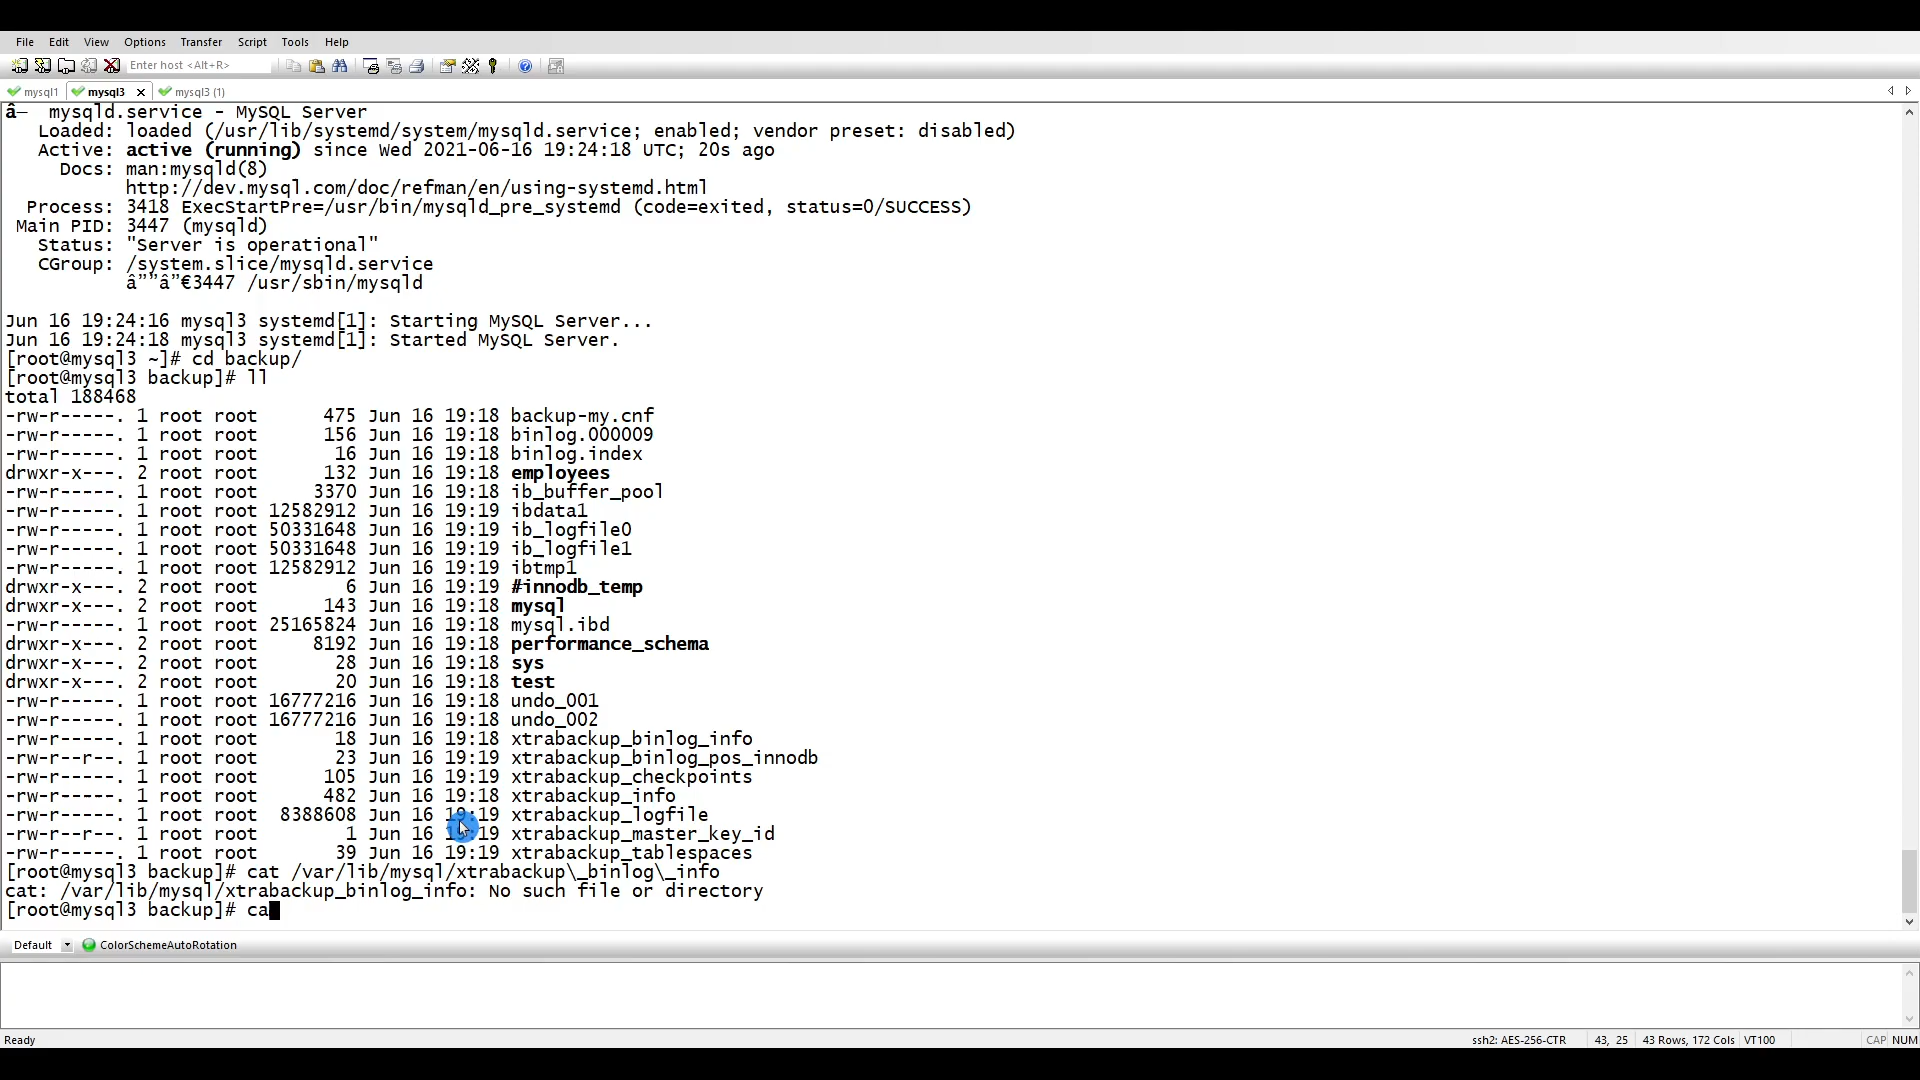 File Edit View Options Transfer Script Tools Help
Enter host <Alt+R>
mysql1 mysql3 mysql3 (1)
â— mysqld.service - MySQL Server
Loaded: loaded (/usr/lib/systemd/system/mysqld.service; enabled; vendor preset: disabled)
Active: active (running) since Wed 2021-06-16 19:24:18 UTC; 20s ago
Docs: man:mysqld(8)
http://dev.mysql.com/doc/refman/en/using-systemd.html
Process: 3418 ExecStartPre=/usr/bin/mysqld_pre_systemd (code=exited, status=0/SUCCESS)
Main PID: 3447 (mysqld)
Status: "Server is operational"
CGroup: /system.slice/mysqld.service
â””â”€3447 /usr/sbin/mysqld
Jun 16 19:24:16 mysql3 systemd[1]: Starting MySQL Server...
Jun 16 19:24:18 mysql3 systemd[1]: Started MySQL Server.
[root@mysql3 ~]# cd backup/
[root@mysql3 backup]# ll
total 188468
-rw-r-----. 1 root root 475 Jun 16 19:18 backup-my.cnf
-rw-r-----. 1 root root 156 Jun 16 19:18 binlog.000009
-rw-r-----. 1 root root 16 Jun 16 19:18 binlog.index
drwxr-x---. 2 root root 132 Jun 16 19:18 employees
-rw-r-----. 1 root root 3370 Jun 16 19:18 ib_buffer_pool
-rw-r-----. 1 root root 12582912 Jun 16 19:19 ibdata1
-rw-r-----. 1 root root 50331648 Jun 16 19:19 ib_logfile0
-rw-r-----. 1 root root 50331648 Jun 16 19:19 ib_logfile1
-rw-r-----. 1 root root 12582912 Jun 16 19:19 ibtmp1
drwxr-x---. 2 root root 6 Jun 16 19:19 #innodb_temp
drwxr-x---. 2 root root 143 Jun 16 19:18 mysql
-rw-r-----. 1 root root 25165824 Jun 16 19:18 mysql.ibd
drwxr-x---. 2 root root 8192 Jun 16 19:18 performance_schema
drwxr-x---. 2 root root 28 Jun 16 19:18 sys
drwxr-x---. 2 root root 20 Jun 16 19:18 test
-rw-r-----. 1 root root 16777216 Jun 16 19:18 undo_001
-rw-r-----. 1 root root 16777216 Jun 16 19:18 undo_002
-rw-r-----. 1 root root 18 Jun 16 19:18 xtrabackup_binlog_info
-rw-r--r--. 1 root root 23 Jun 16 19:19 xtrabackup_binlog_pos_innodb
-rw-r-----. 1 root root 105 Jun 16 19:19 xtrabackup_checkpoints
-rw-r-----. 1 root root 482 Jun 16 19:18 xtrabackup_info
-rw-r-----. 1 root root 8388608 Jun 16 19:19 xtrabackup_logfile
-rw-r--r--. 1 root root 1 Jun 16 19:19 xtrabackup_master_key_id
-rw-r-----. 1 root root 39 Jun 16 19:19 xtrabackup_tablespaces
[root@mysql3 backup]# cat /var/lib/mysql/xtrabackup\_binlog\_info
cat: /var/lib/mysql/xtrabackup_binlog_info: No such file or directory
[root@mysql3 backup]# ca
Default ColorSchemeAutoRotation
Ready ssh2: AES-256-CTR 43, 25 43 Rows, 172 Cols VT100 CAP NUM